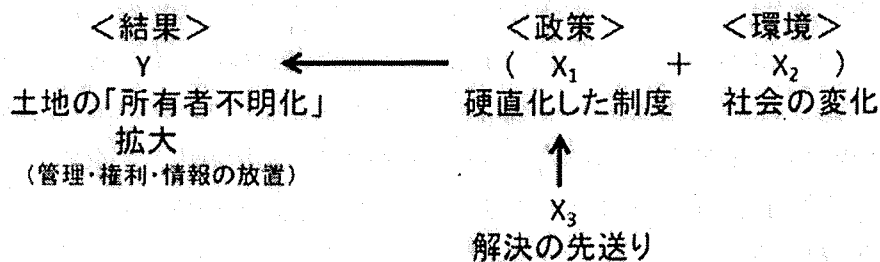 <結果> <政策> <環境>
Y ( X₁ + X₂ )
土地の「所有者不明化」 硬直化した制度 社会の変化
拡大
(管理・権利・情報の放置)
X₃
解決の先送り